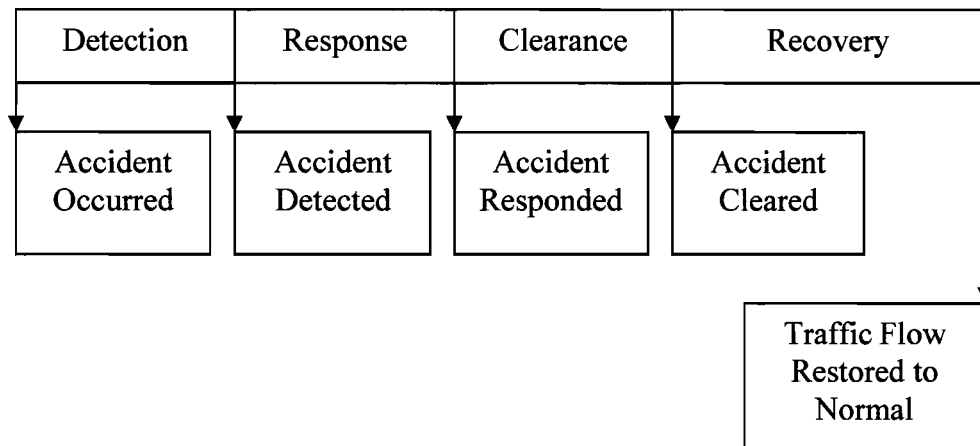 Detection
Response
Clearance
Recovery
Accident
Occurred
Accident
Detected
Accident
Responded
Accident
Cleared
Traffic Flow
Restored to
Normal